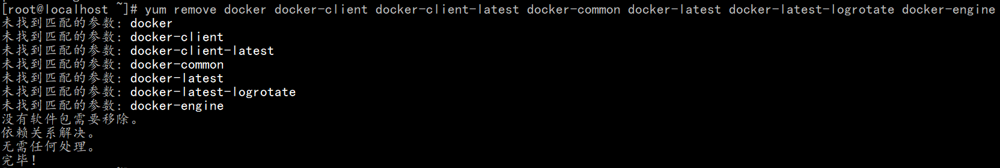 [root@localhost ~]# yum remove docker docker-client docker-client-latest docker-common docker-latest docker-latest-logrotate docker-engine
未找到匹配的参数: docker
未找到匹配的参数: docker-client
未找到匹配的参数: docker-client-latest
未找到匹配的参数: docker-common
未找到匹配的参数: docker-latest
未找到匹配的参数: docker-latest-logrotate
未找到匹配的参数: docker-engine
没有软件包需要移除。
依赖关系解决。
无需任何处理。
完毕！